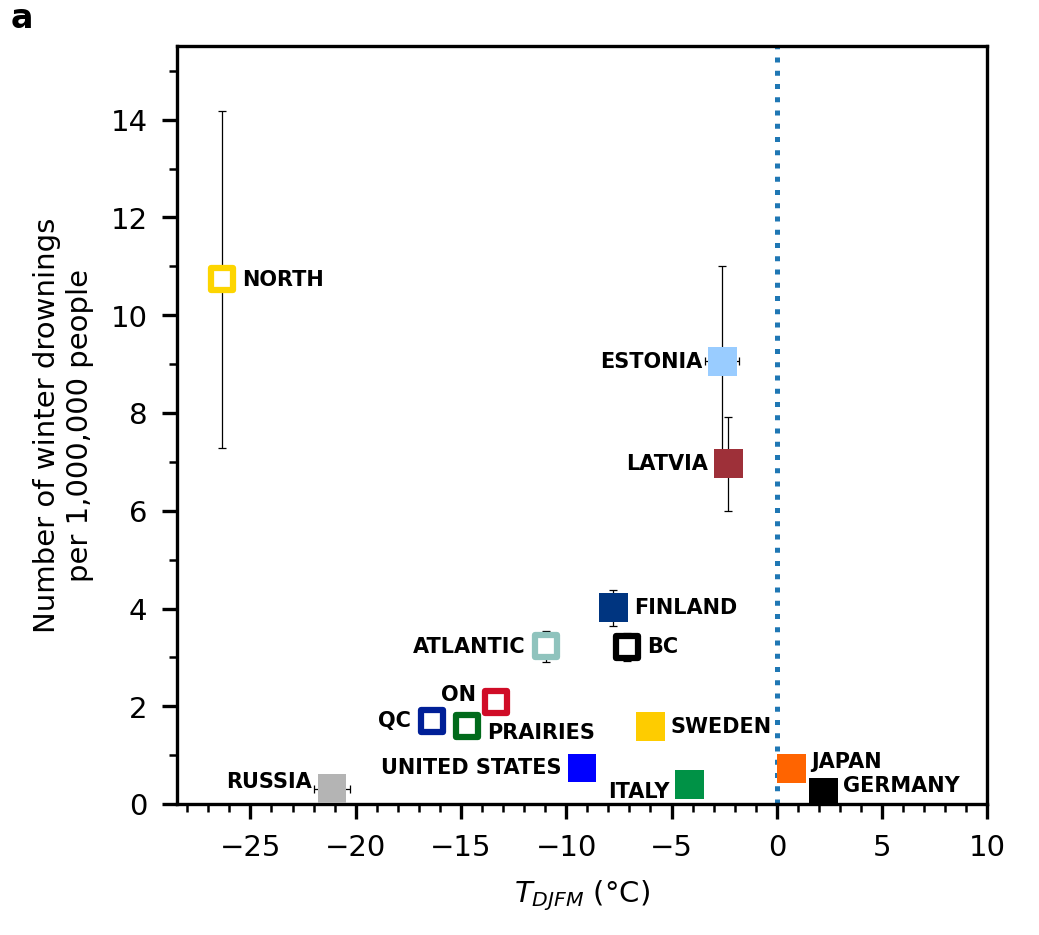 a
Number of winter drownings
per 1,000,000 people
14
12
10
8
6
4
2
0
NORTH
ESTONIA
LATVIA
FINLAND
ATLANTIC
BC
ON
QC
PRAIRIES
SWEDEN
UNITED STATES
JAPAN
RUSSIA
ITALY
GERMANY
−25
−20
−15
−10
−5
0
5
10
T_{DJFM} (°C)